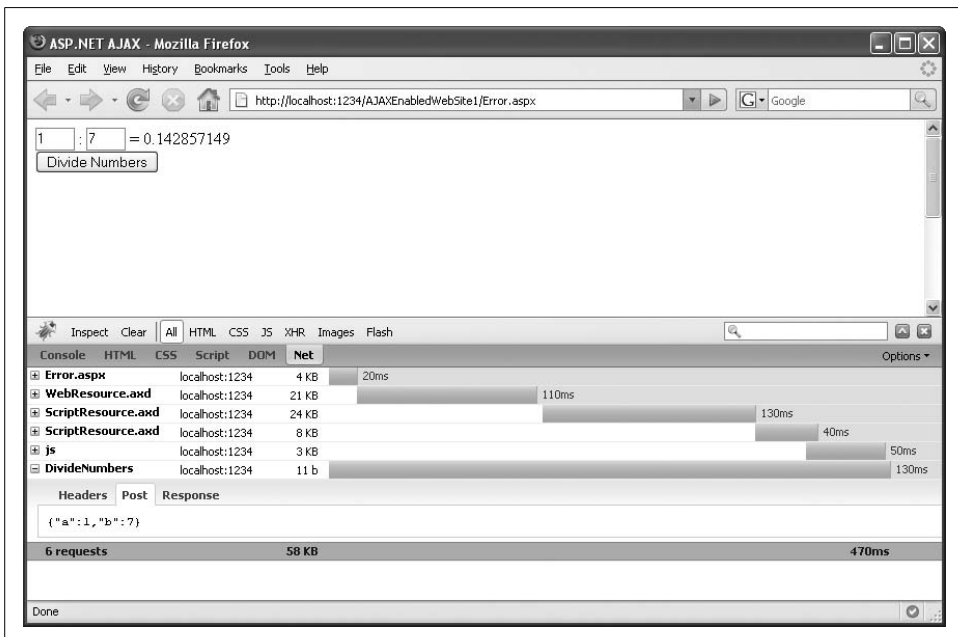 ASP.NET AJAX - Mozilla Firefox
File Edit View History Bookmarks Tools Help
http://localhost:1234/AJAXEnabledWebSite1/Error.aspx G Google
1 : 7 = 0.142857149
Divide Numbers
Inspect Clear All HTML CSS JS XHR Images Flash
Console HTML CSS Script DOM Net Options
Error.aspx localhost:1234 4 KB 20ms
WebResource.axd localhost:1234 21 KB 110ms
ScriptResource.axd localhost:1234 24 KB 130ms
ScriptResource.axd localhost:1234 8 KB 40ms
js localhost:1234 3 KB 50ms
DivideNumbers localhost:1234 11 b 130ms
Headers Post Response
{"a":1,"b":7}
6 requests 58 KB 470ms
Done